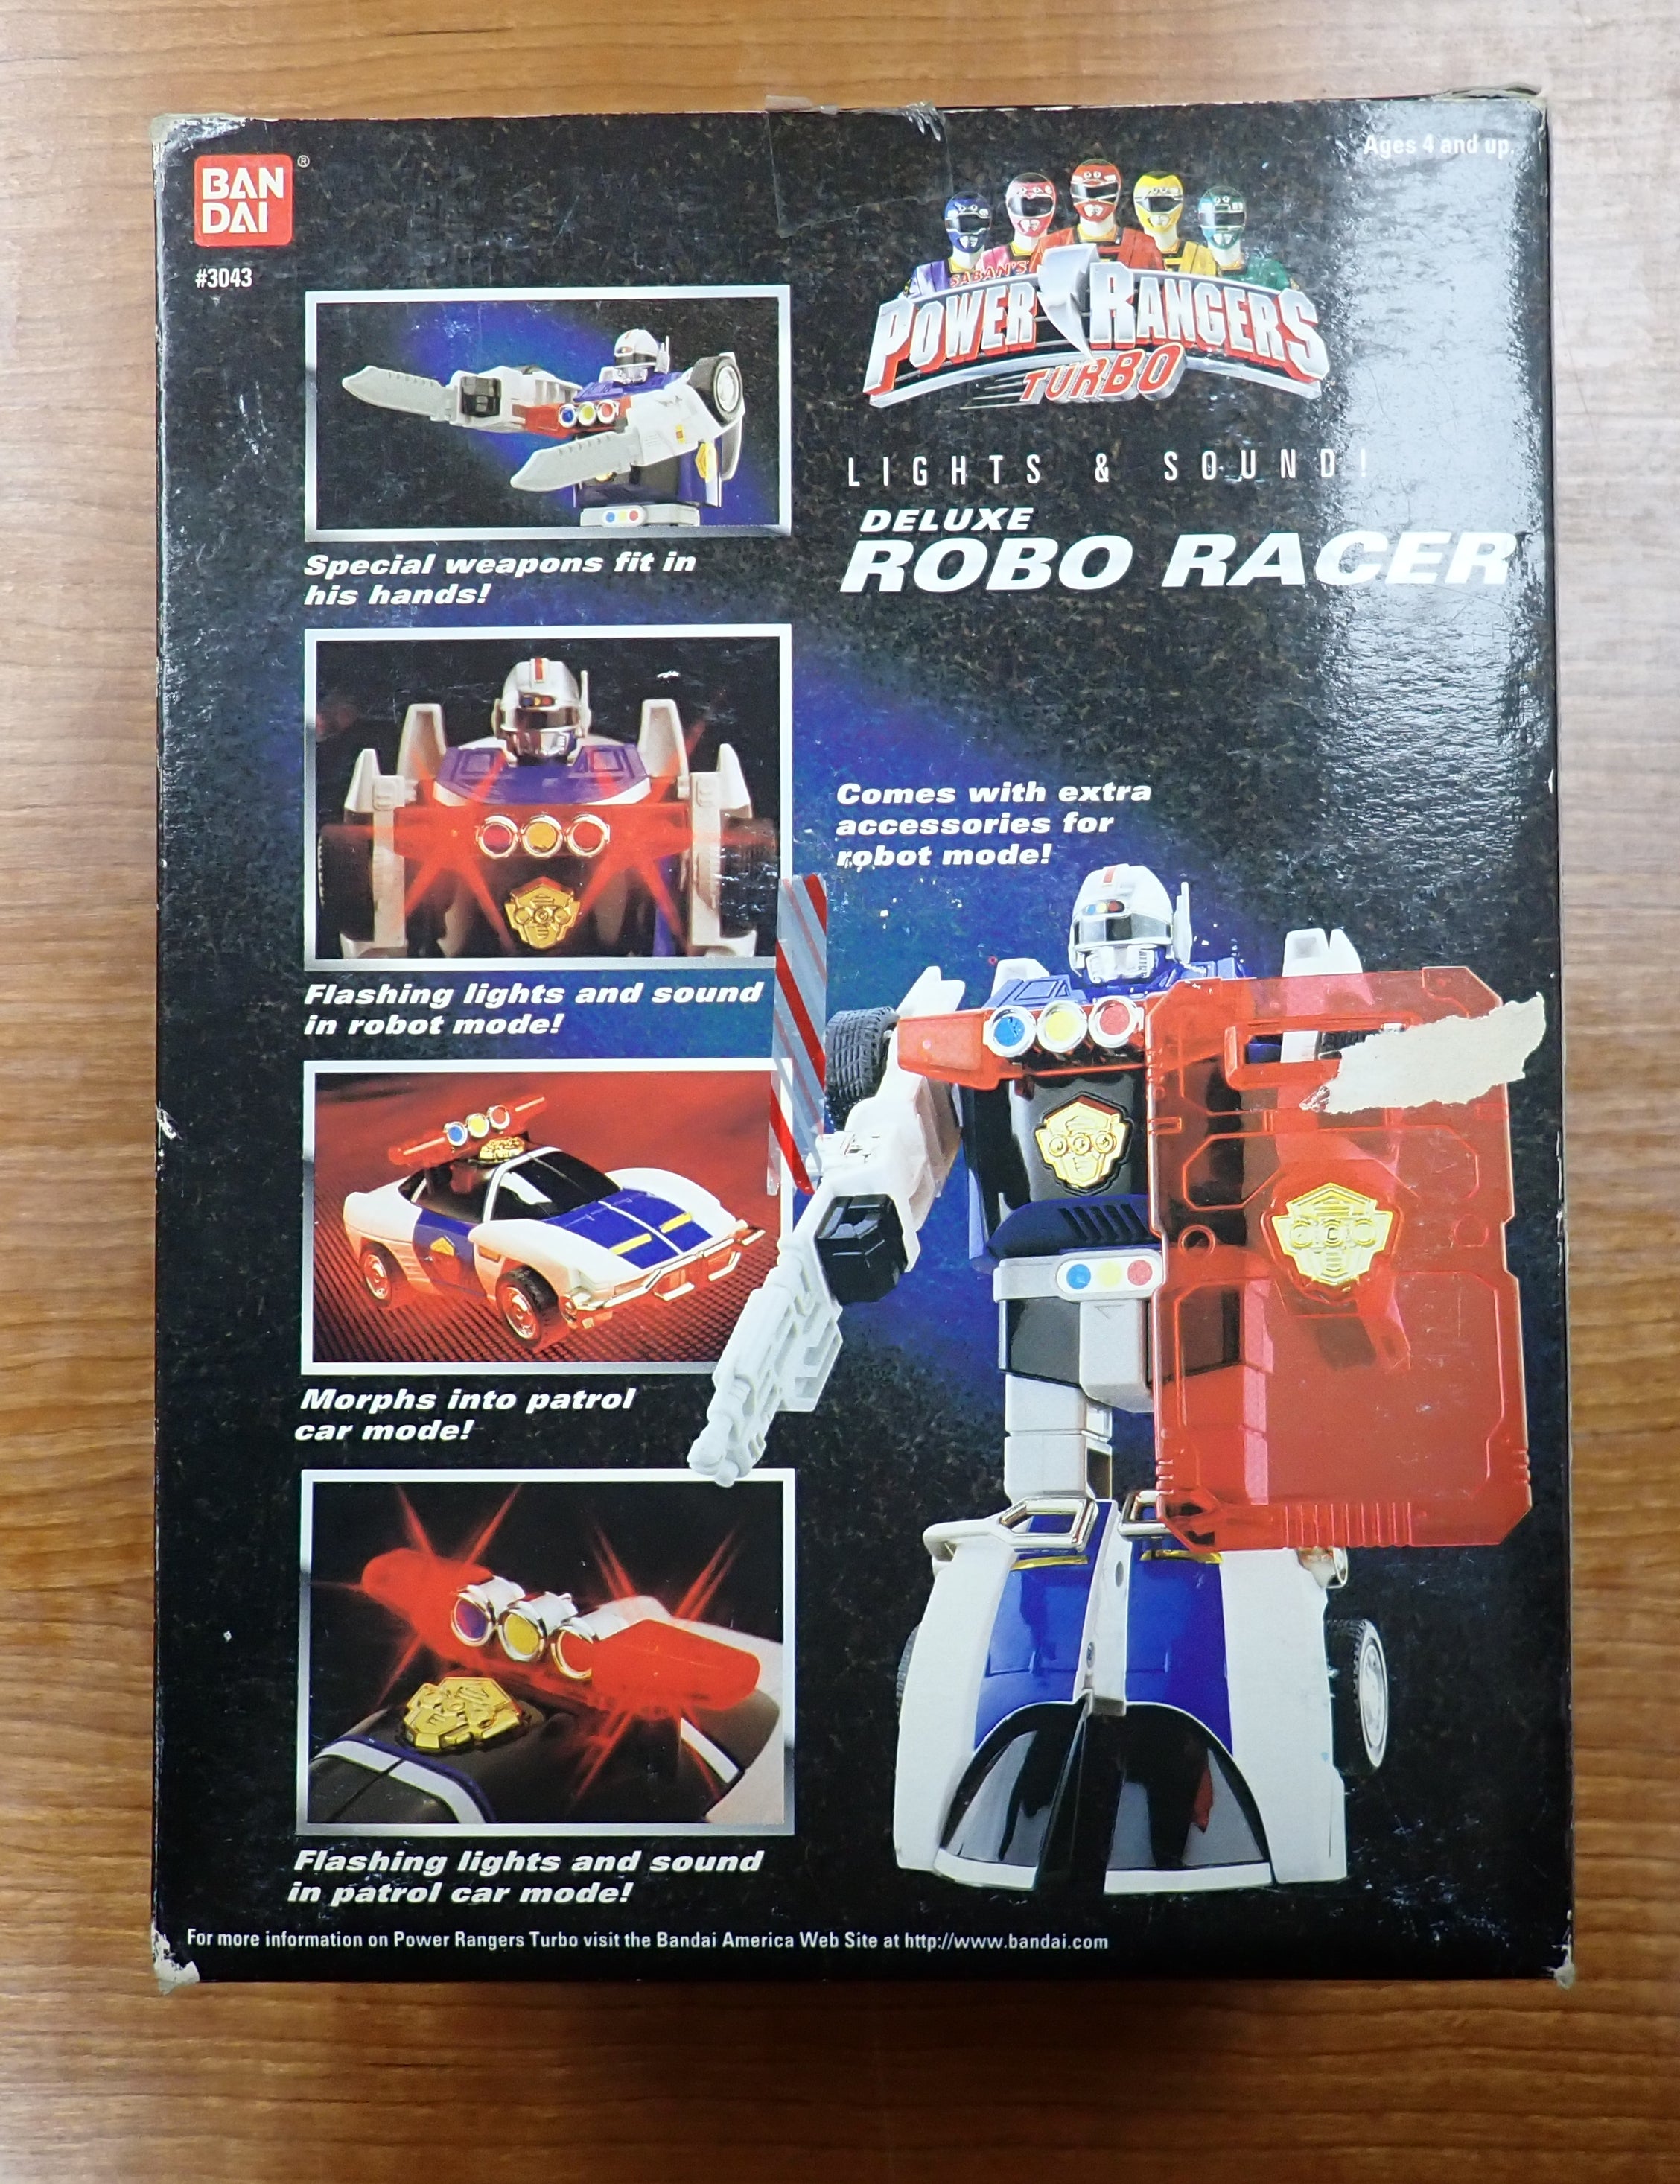 BAN
DAI
®
#3043
Ages 4 and up.
SABAN'S
POWER RANGERS
TURBO
LIGHTS & SOUND!
DELUXE
ROBO RACER
Special weapons fit in
his hands!
Flashing lights and sound
in robot mode!
Comes with extra
accessories for
robot mode!
Morphs into patrol
car mode!
Flashing lights and sound
in patrol car mode!
For more information on Power Rangers Turbo visit the Bandai America Web Site at http://www.bandai.com